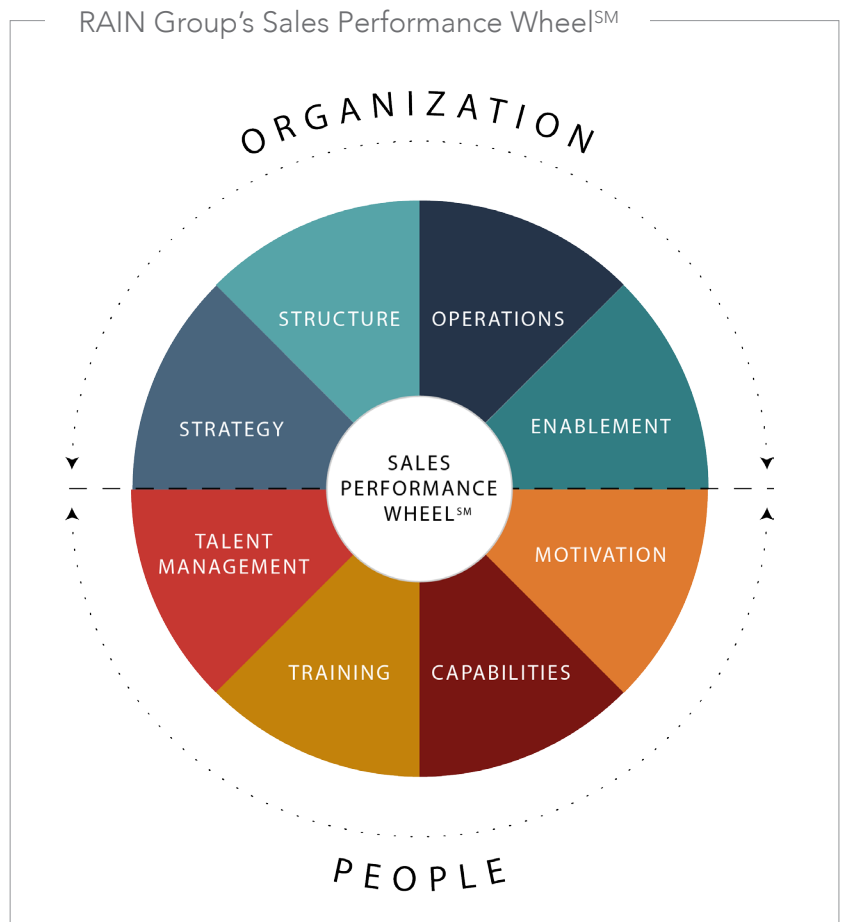 RAIN Group’s Sales Performance Wheel℠
ORGANIZATION
STRUCTURE
OPERATIONS
STRATEGY
ENABLEMENT
SALES
PERFORMANCE
WHEEL℠
TALENT
MANAGEMENT
MOTIVATION
TRAINING
CAPABILITIES
PEOPLE